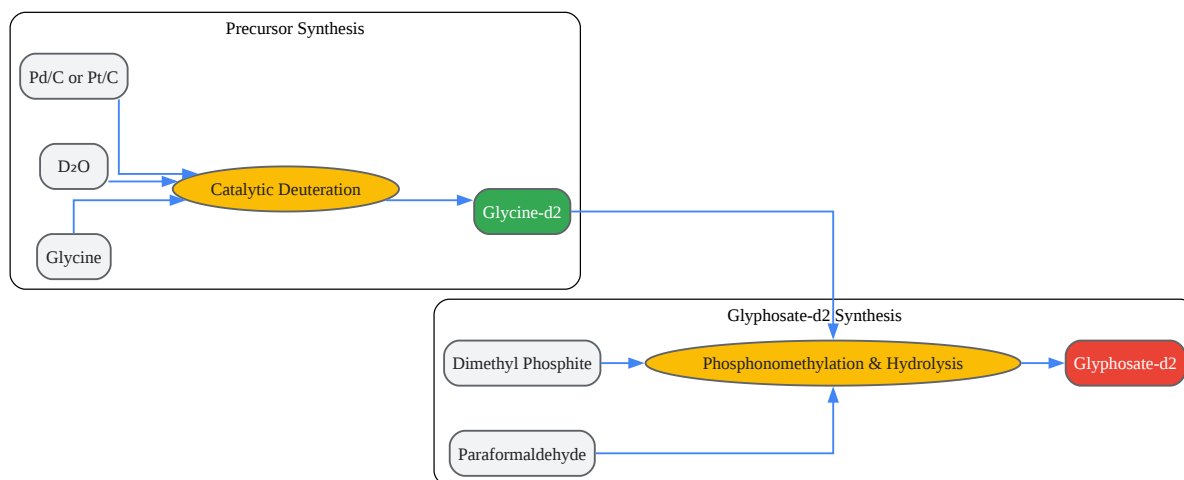 Precursor Synthesis
Pd/C or Pt/C
D₂O
Catalytic Deuteration
Glycine-d2
Glycine
Glyphosate-d2 Synthesis
Dimethyl Phosphite
Phosphonomethylation & Hydrolysis
Glyphosate-d2
Paraformaldehyde